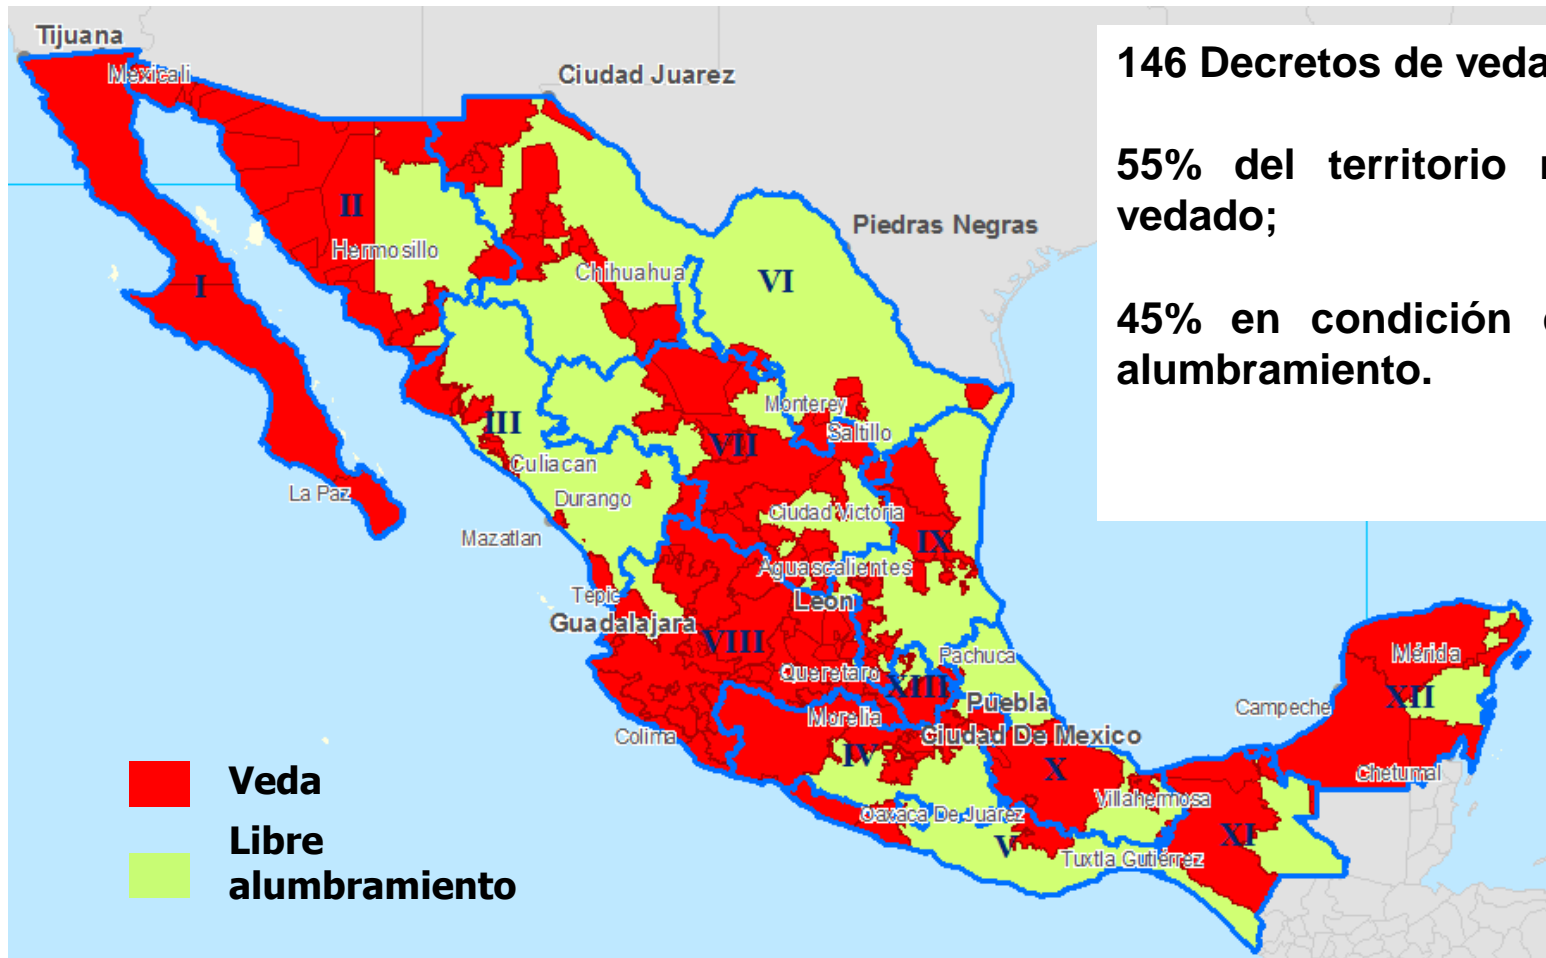 Tijuana
Mexicali
Ciudad Juarez
146 Decretos de veda
55% del territorio
vedado;
45% en condición
alumbramiento.
Piedras Negras
II
Hermosillo
Chihuahua
VI
I
Monterey
Saltillo
III
VII
Culiacan
La Paz
Durango
Ciudad Victoria
Mazatlan
IX
Aguascalientes
Tepic
León
Guadalajara
VIII
Pachuca
Mérida
Queretaro
XIII
XII
Puebla
Campeche
Morelia
Colima
Ciudad De Mexico
IV
X
Chetumal
Villahermosa
Oaxaca De Juárez
XI
V
Tuxtla Gutiérrez
Veda
Libre
alumbramiento